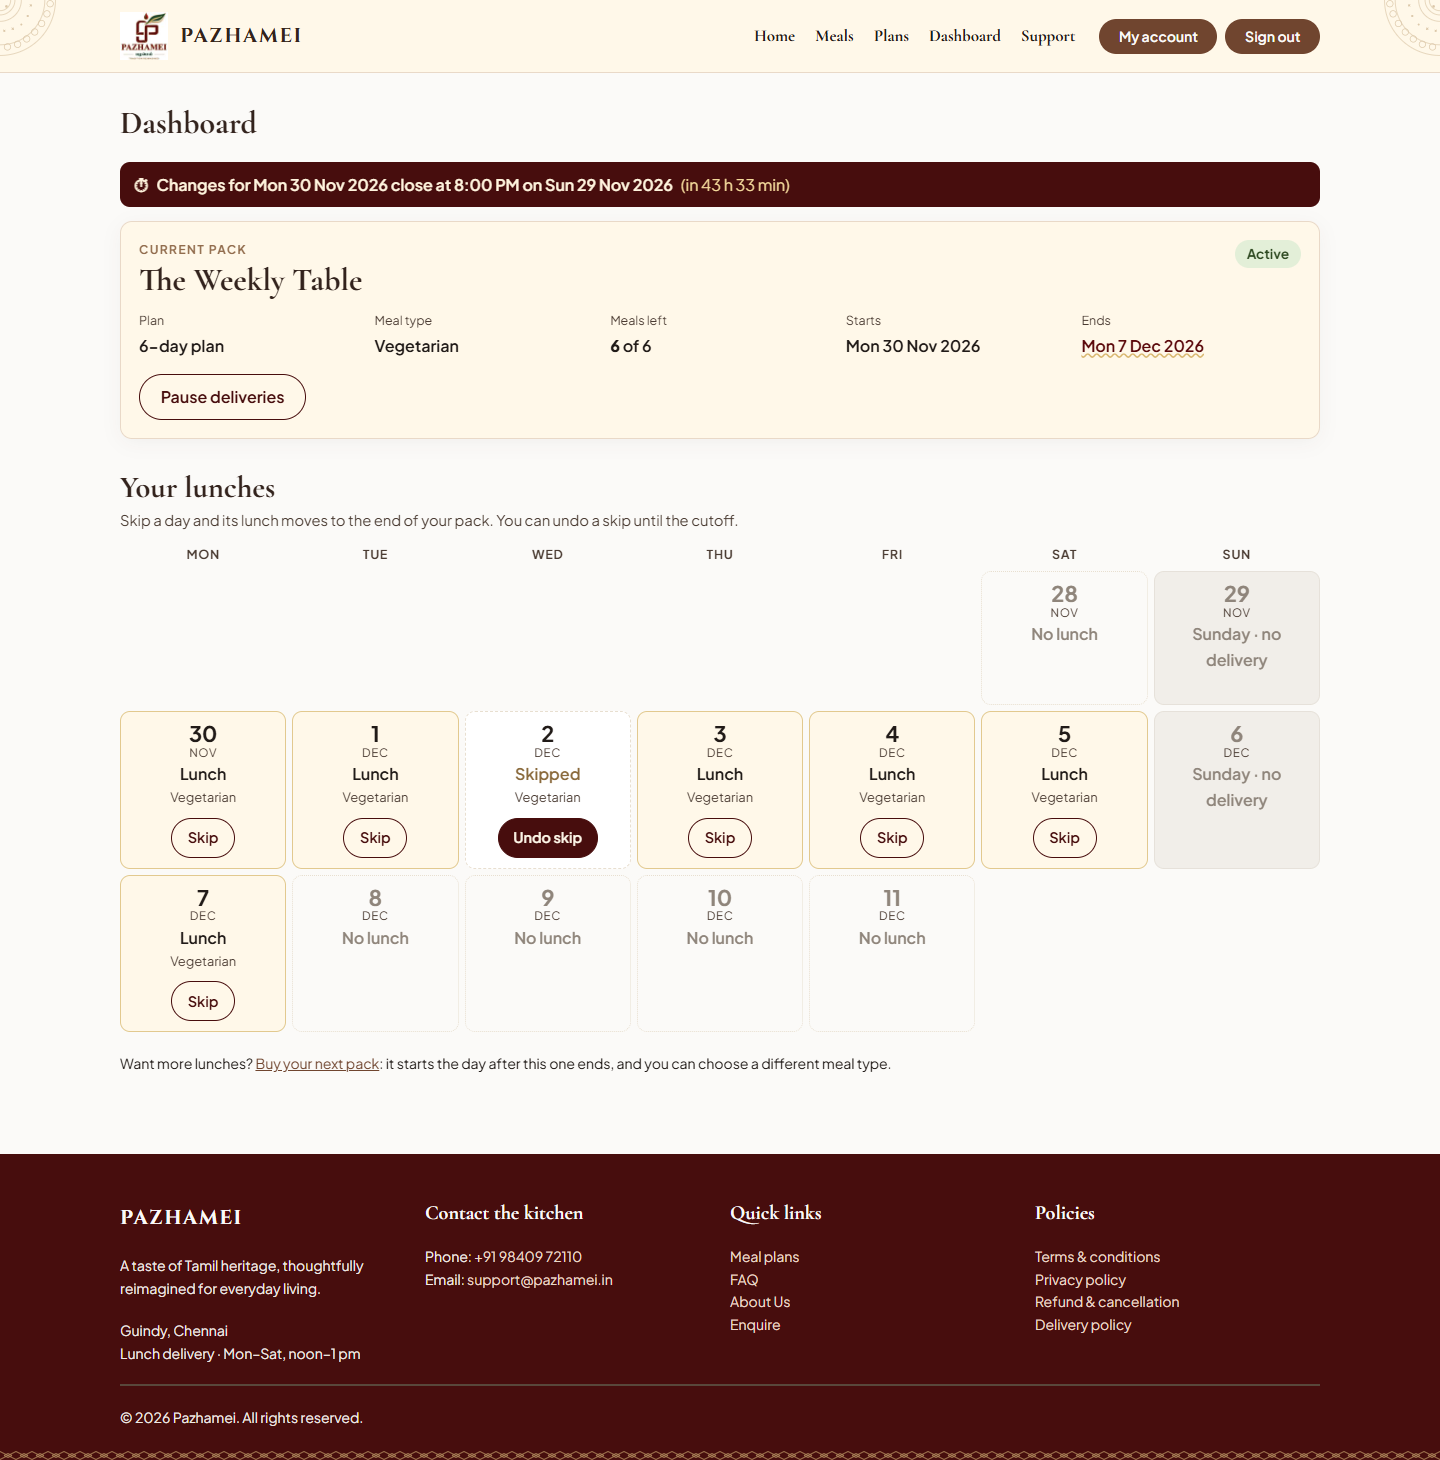 PAZHAMEI
PAZHAMEI
Home Meals Plans Dashboard Support My account Sign out
Dashboard
Changes for Mon 30 Nov 2026 close at 8:00 PM on Sun 29 Nov 2026 (in 43 h 33 min)
CURRENT PACK
Active
The Weekly Table
Plan Meal type Meals left Starts Ends
6-day plan Vegetarian 6 of 6 Mon 30 Nov 2026 Mon 7 Dec 2026
Pause deliveries
Your lunches
Skip a day and its lunch moves to the end of your pack. You can undo a skip until the cutoff.
MON TUE WED THU FRI SAT SUN
28 29
NOV NOV
No lunch Sunday · no
delivery
30 1 2 3 4 5 6
NOV DEC DEC DEC DEC DEC DEC
Lunch Lunch Skipped Lunch Lunch Lunch Sunday · no
delivery
Vegetarian Vegetarian Vegetarian Vegetarian Vegetarian Vegetarian
Skip Skip Undo skip Skip Skip Skip
7 8 9 10 11
DEC DEC DEC DEC DEC
Lunch No lunch No lunch No lunch No lunch
Vegetarian
Skip
Want more lunches? Buy your next pack: it starts the day after this one ends, and you can choose a different meal type.
PAZHAMEI
A taste of Tamil heritage, thoughtfully
reimagined for everyday living.
Guindy, Chennai
Lunch delivery · Mon–Sat, noon–1 pm
Contact the kitchen
Phone: +91 98409 72110
Email: support@pazhamei.in
Quick links
Meal plans
FAQ
About Us
Enquire
Policies
Terms & conditions
Privacy policy
Refund & cancellation
Delivery policy
© 2026 Pazhamei. All rights reserved.